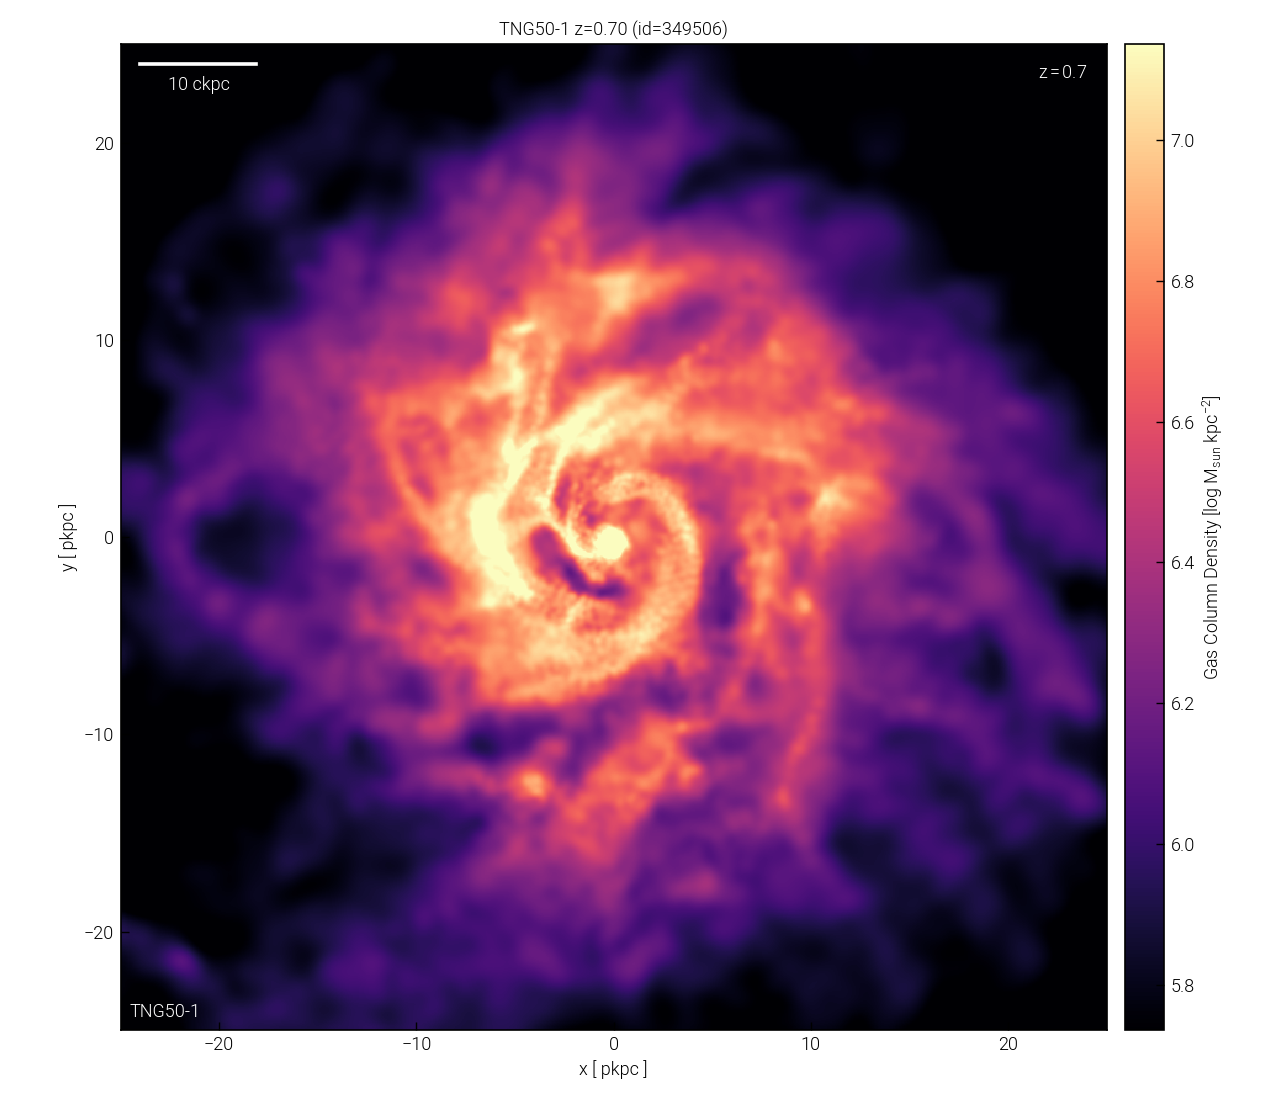 TNG50-1 z=0.70 (id=349506)
10 ckpc
z=0.7
20
10
0
−10
−20
y [ pkpc ]
TNG50-1
−20
−10
0
10
20
x [ pkpc ]
7.0
6.8
6.6
6.4
6.2
6.0
5.8
Gas Column Density [log Msun kpc−2]